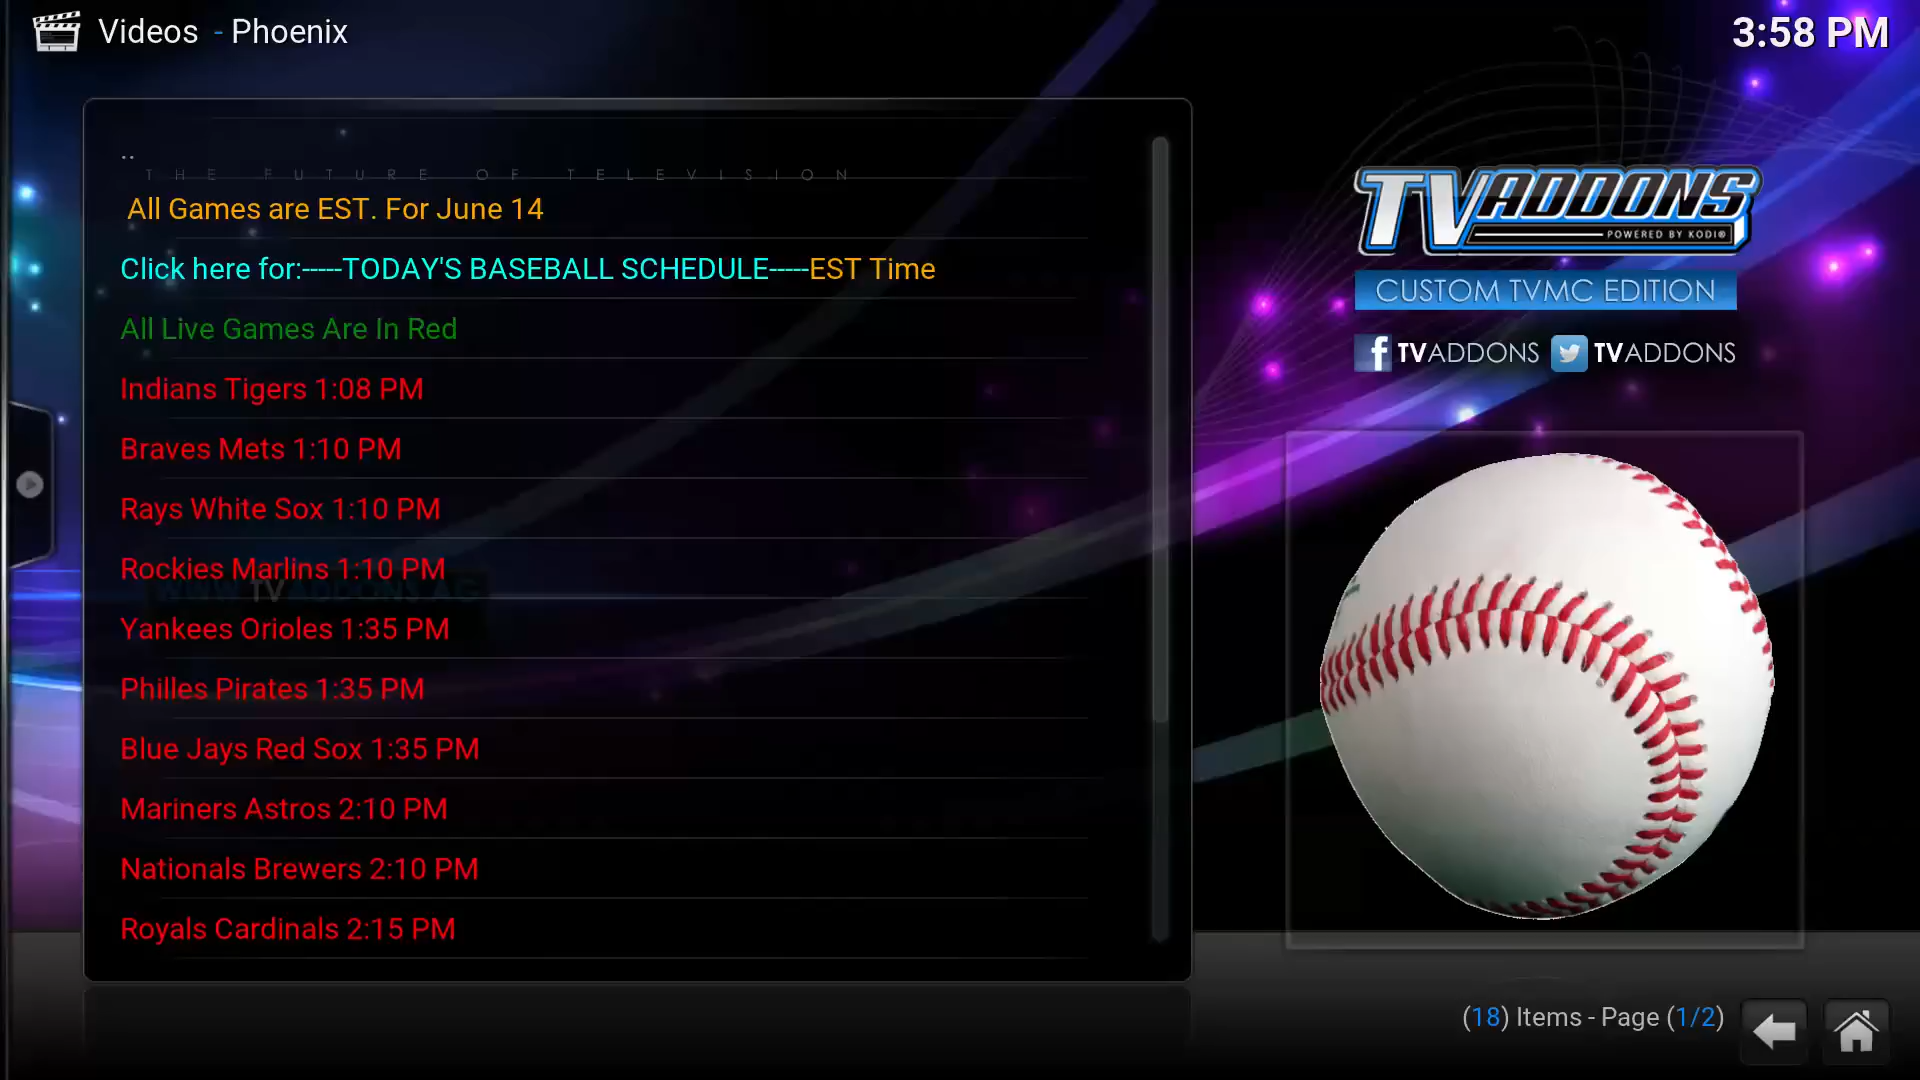 Videos - Phoenix
3:58 PM
..
THE FUTURE OF TELEVISION
All Games are EST. For June 14
Click here for:-----TODAY'S BASEBALL SCHEDULE-----EST Time
All Live Games Are In Red
Indians Tigers 1:08 PM
Braves Mets 1:10 PM
Rays White Sox 1:10 PM
Rockies Marlins 1:10 PM
WWW.TVADDONS.AG
Yankees Orioles 1:35 PM
Philles Pirates 1:35 PM
Blue Jays Red Sox 1:35 PM
Mariners Astros 2:10 PM
Nationals Brewers 2:10 PM
Royals Cardinals 2:15 PM
TVADDONS
POWERED BY KODI®
CUSTOM TVMC EDITION
f TVADDONS TVADDONS
(18) Items - Page (1/2)